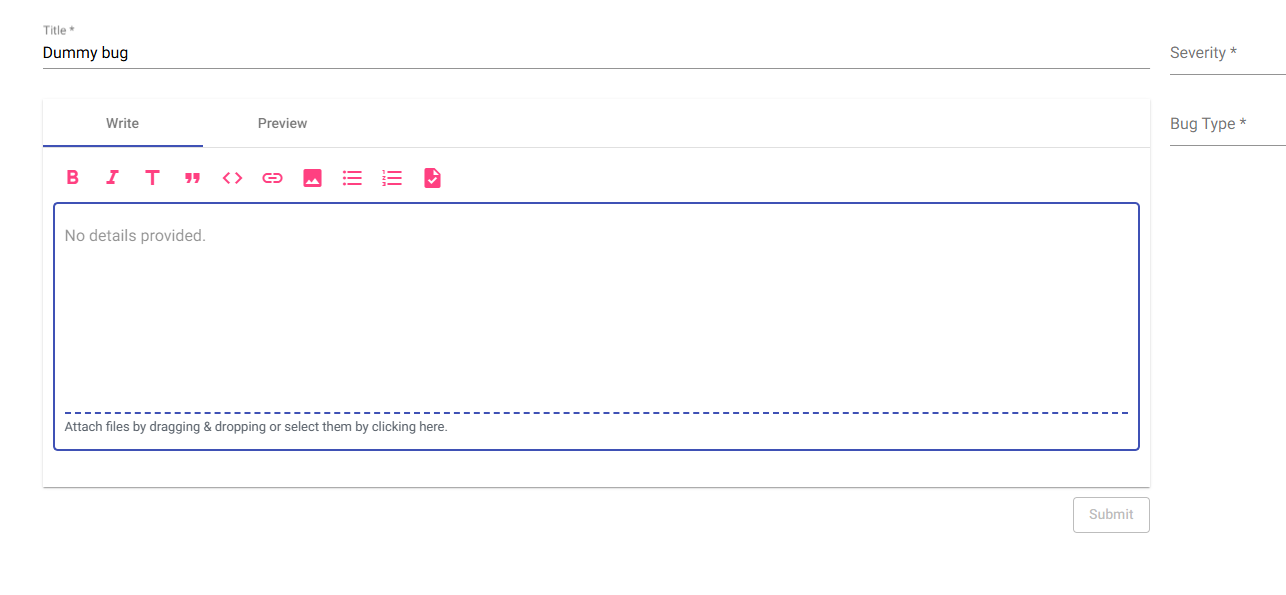 Title *
Dummy bug
Severity *
Write
Preview
Bug Type *
No details provided.
Attach files by dragging & dropping or select them by clicking here.
Submit